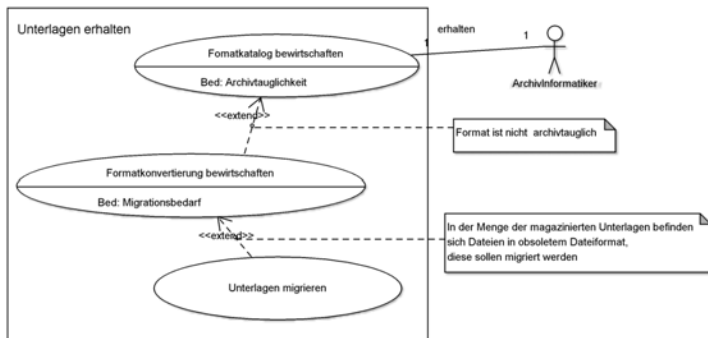 Unterlagen erhalten
Fomatkatalog bewirtschaften
Bed: Archivtauglichkeit
1
erhalten
1
ArchivInformatiker
<<extend>>
Format ist nicht archivtauglich
Formatkonvertierung bewirtschaften
Bed: Migrationsbedarf
<<extend>>
In der Menge der magazinierten Unterlagen befinden
sich Dateien in obsoletem Dateiformat,
diese sollen migriert werden
Unterlagen migrieren